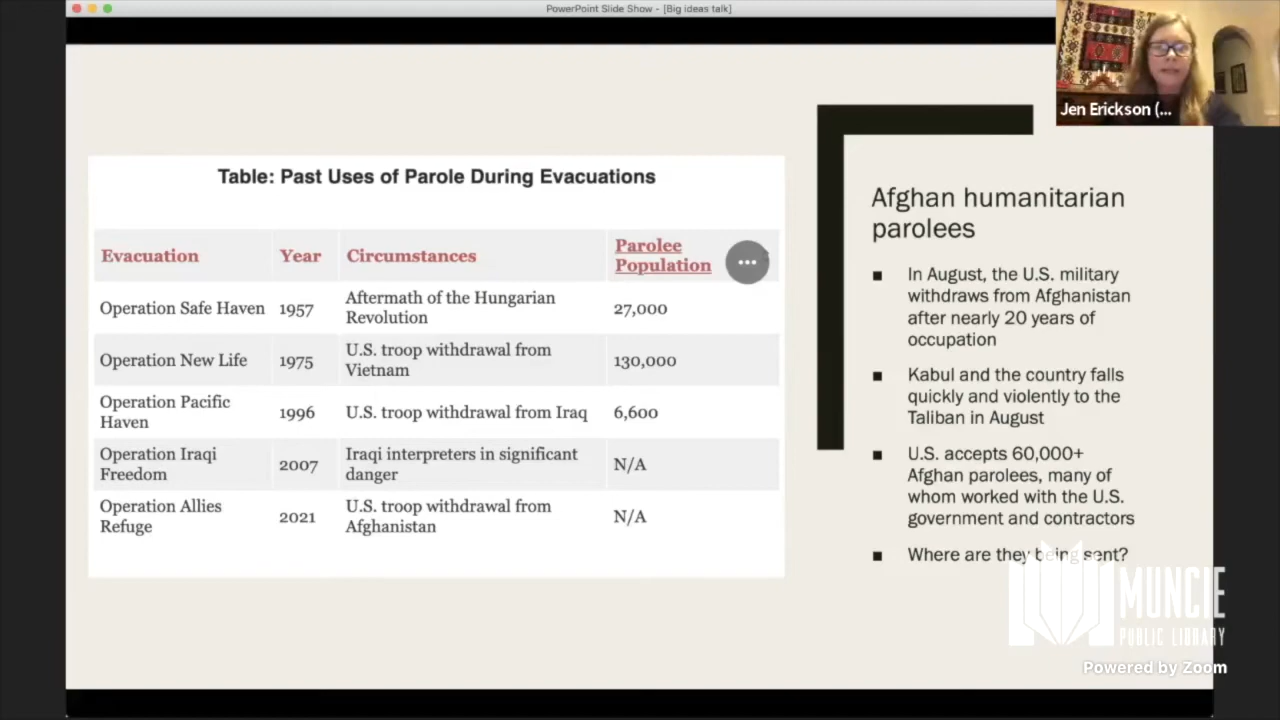 PowerPoint Slide Show - [Big ideas talk]
Jen Erickson (...
Table: Past Uses of Parole During Evacuations
Evacuation Year Circumstances Parolee
Population
Operation Safe Haven 1957 Aftermath of the Hungarian
Revolution 27,000
Operation New Life 1975 U.S. troop withdrawal from
Vietnam 130,000
Operation Pacific
Haven 1996 U.S. troop withdrawal from Iraq 6,600
Operation Iraqi
Freedom 2007 Iraqi interpreters in significant
danger N/A
Operation Allies
Refuge 2021 U.S. troop withdrawal from
Afghanistan N/A
Afghan humanitarian
parolees
In August, the U.S. military
withdraws from Afghanistan
after nearly 20 years of
occupation
Kabul and the country falls
quickly and violently to the
Taliban in August
U.S. accepts 60,000+
Afghan parolees, many of
whom worked with the U.S.
government and contractors
Where are they being sent?
MUNCIE
PUBLIC LIBRARY
Powered by Zoom